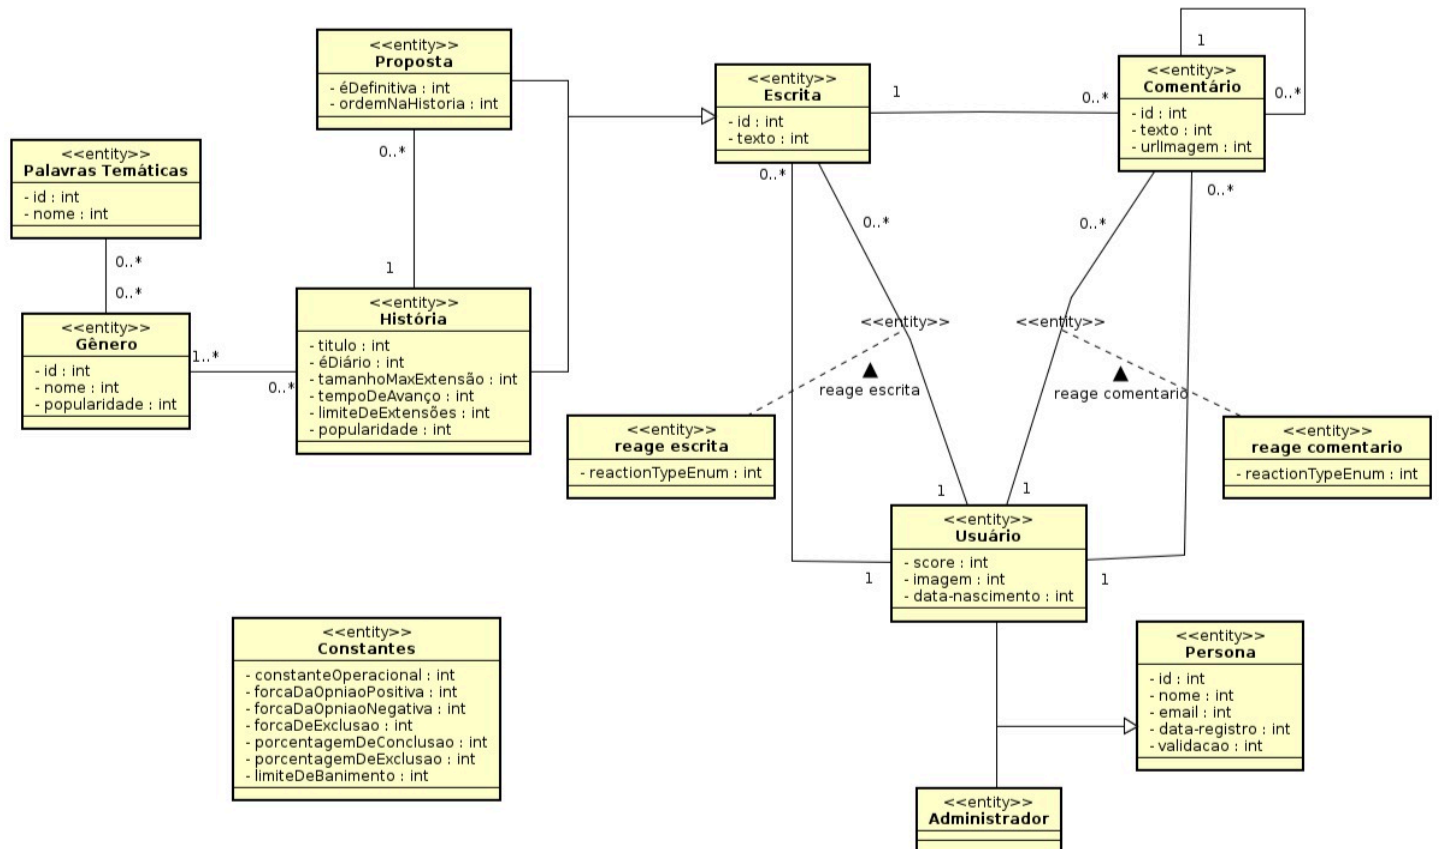 <<entity>>
Proposta
- éDefinitiva : int
- ordemNaHistoria : int
0..*
1
<<entity>>
Escrita
- id : int
- texto : int
1
0..*
<<entity>>
Comentário
- id : int
- texto : int
- urlImagem : int
1
0..*
<<entity>>
Palavras Temáticas
- id : int
- nome : int
0..*
0..*
<<entity>>
Gênero
- id : int
- nome : int
- popularidade : int
1..*
0..*
<<entity>>
História
- titulo : int
- éDiário : int
- tamanhoMaxExtensão : int
- tempoDeAvanço : int
- limiteDeExtensões : int
- popularidade : int
0..*
0..*
0..*
0..*
<<entity>>
<<entity>>
reage escrita
reage comentario
<<entity>>
reage escrita
- reactionTypeEnum : int
<<entity>>
reage comentario
- reactionTypeEnum : int
1
1
<<entity>>
Usuário
- score : int
- imagem : int
- data-nascimento : int
1
1
<<entity>>
Constantes
- constanteOperacional : int
- forcaDaOpniaoPositiva : int
- forcaDaOpniaoNegativa : int
- forcaDeExclusao : int
- porcentagemDeConclusao : int
- porcentagemDeExclusao : int
- limiteDeBanimento : int
<<entity>>
Persona
- id : int
- nome : int
- email : int
- data-registro : int
- validacao : int
<<entity>>
Administrador